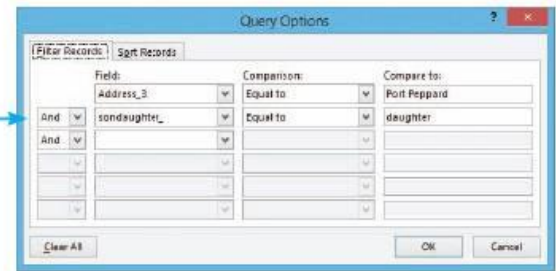 Query Options ?
Filter Records Sort Records
Field: Comparison: Compare to:
Address_3 Equal to Port Peppard
And sondaughter_ Equal to daughter
And
Clear All OK Cancel